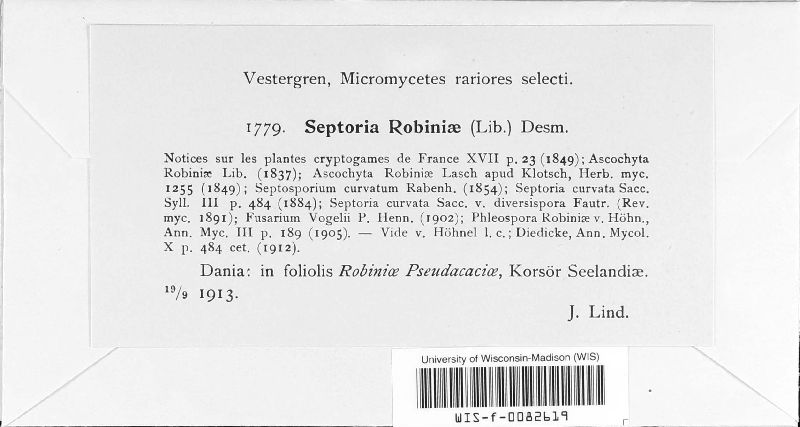 Vestergren, Micromycetes rariores selecti.
1779. Septoria Robiniæ (Lib.) Desm.
Notices sur les plantes cryptogames de France XVII p. 23 (1849); Ascochyta
Robiniæ Lib. (1837); Ascochyta Robiniæ Lasch apud Klotsch, Herb. myc.
1255 (1849); Septosporium curvatum Rabenh. (1854); Septoria curvata Sacc.
Syll. III p. 484 (1884); Septoria curvata Sacc. v. diversispora Fautr. (Rev.
myc. 1891); Fusarium Vogelii P. Henn. (1902); Phleospora Robiniæ v. Höhn.,
Ann. Myc. III p. 189 (1905). — Vide v. Höhnel l. c.; Diedicke, Ann. Mycol.
X p. 484 cet. (1912).
Dania: in foliolis Robiniæ Pseudacaciæ, Korsör Seelandiæ.
19/9 1913.
J. Lind.
University of Wisconsin-Madison (WIS)
WIS-f-0082619